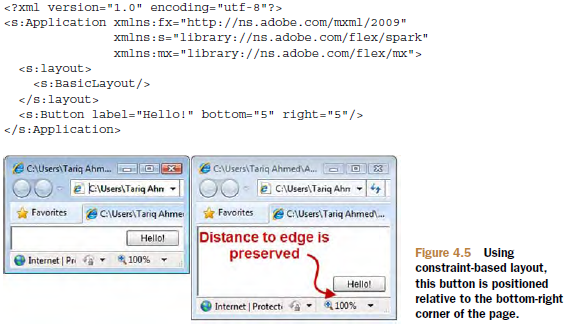 <?xml version="1.0" encoding="utf-8"?>
<s:Application xmlns:fx="http://ns.adobe.com/mxml/2009"
xmlns:s="library://ns.adobe.com/flex/spark"
xmlns:mx="library://ns.adobe.com/flex/mx">
<s:layout>
<s:BasicLayout/>
</s:layout>
<s:Button label="Hello!" bottom="5" right="5"/>
</s:Application>
C:\Users\Tariq Ahm...
C:\Users\Tariq Ahn
Favorites
C:\Users\Tariq Ahme
Hello!
Internet | Pr
100%
C:\Users\Tariq Ahmed\A...
C:\Users\Tariq Ahn
Favorites
C:\Users\Tariq Ahmed\...
Distance to edge is
preserved
Hello!
Internet | Protecti
100%
Figure 4.5 Using
constraint-based layout,
this button is positioned
relative to the bottom-right
corner of the page.